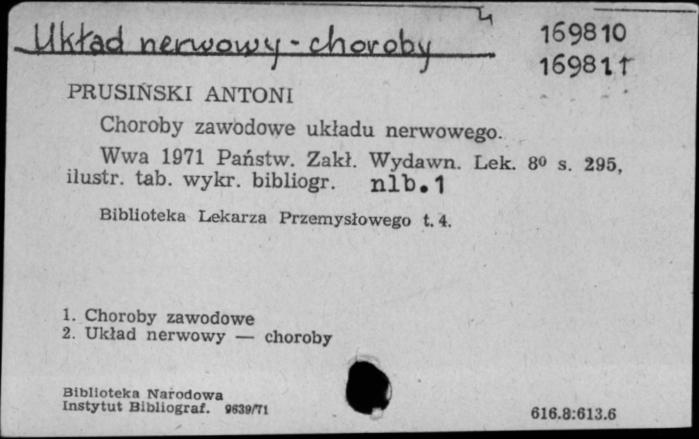 Układ nerwowy - choroby
169810
169811
PRUSIŃSKI ANTONI
Choroby zawodowe układu nerwowego.
Wwa 1971 Państw. Zakł. Wydawn. Lek. 8⁰ s. 295,
ilustr. tab. wykr. bibliogr. nlb.1
Biblioteka Lekarza Przemysłowego t. 4.
1. Choroby zawodowe
2. Układ nerwowy — choroby
Biblioteka Narodowa
Instytut Bibliograf. 9639/71
616.8:613.6